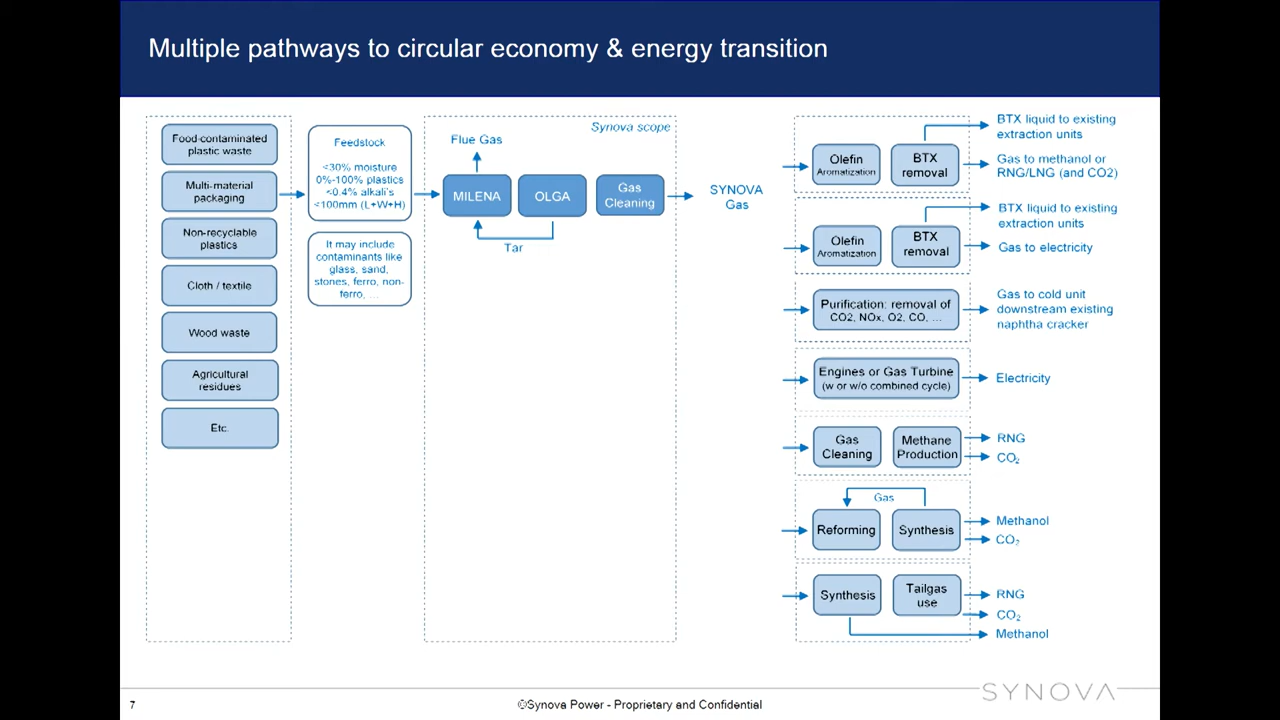 Multiple pathways to circular economy & energy transition
Food-contaminated
plastic waste
Multi-material
packaging
Non-recyclable
plastics
Cloth / textile
Wood waste
Agricultural
residues
Etc.
Feedstock
<30% moisture
0%-100% plastics
<0.4% alkali's
<100mm (L+W+H)
It may include
contaminants like
glass, sand,
stones, ferro, non-
ferro, ...
Synova scope
Flue Gas
MILENA
OLGA
Gas
Cleaning
Tar
SYNOVA
Gas
Olefin
Aromatization
BTX
removal
BTX liquid to existing
extraction units
Gas to methanol or
RNG/LNG (and CO2)
Olefin
Aromatization
BTX
removal
BTX liquid to existing
extraction units
Gas to electricity
Purification: removal of
CO2, NOx, O2, CO, ...
Gas to cold unit
downstream existing
naphtha cracker
Engines or Gas Turbine
(w or w/o combined cycle)
Electricity
Gas
Cleaning
Methane
Production
RNG
CO₂
Gas
Reforming
Synthesis
Methanol
CO₂
Synthesis
Tailgas
use
RNG
CO₂
Methanol
SYNOVA
7
©Synova Power - Proprietary and Confidential